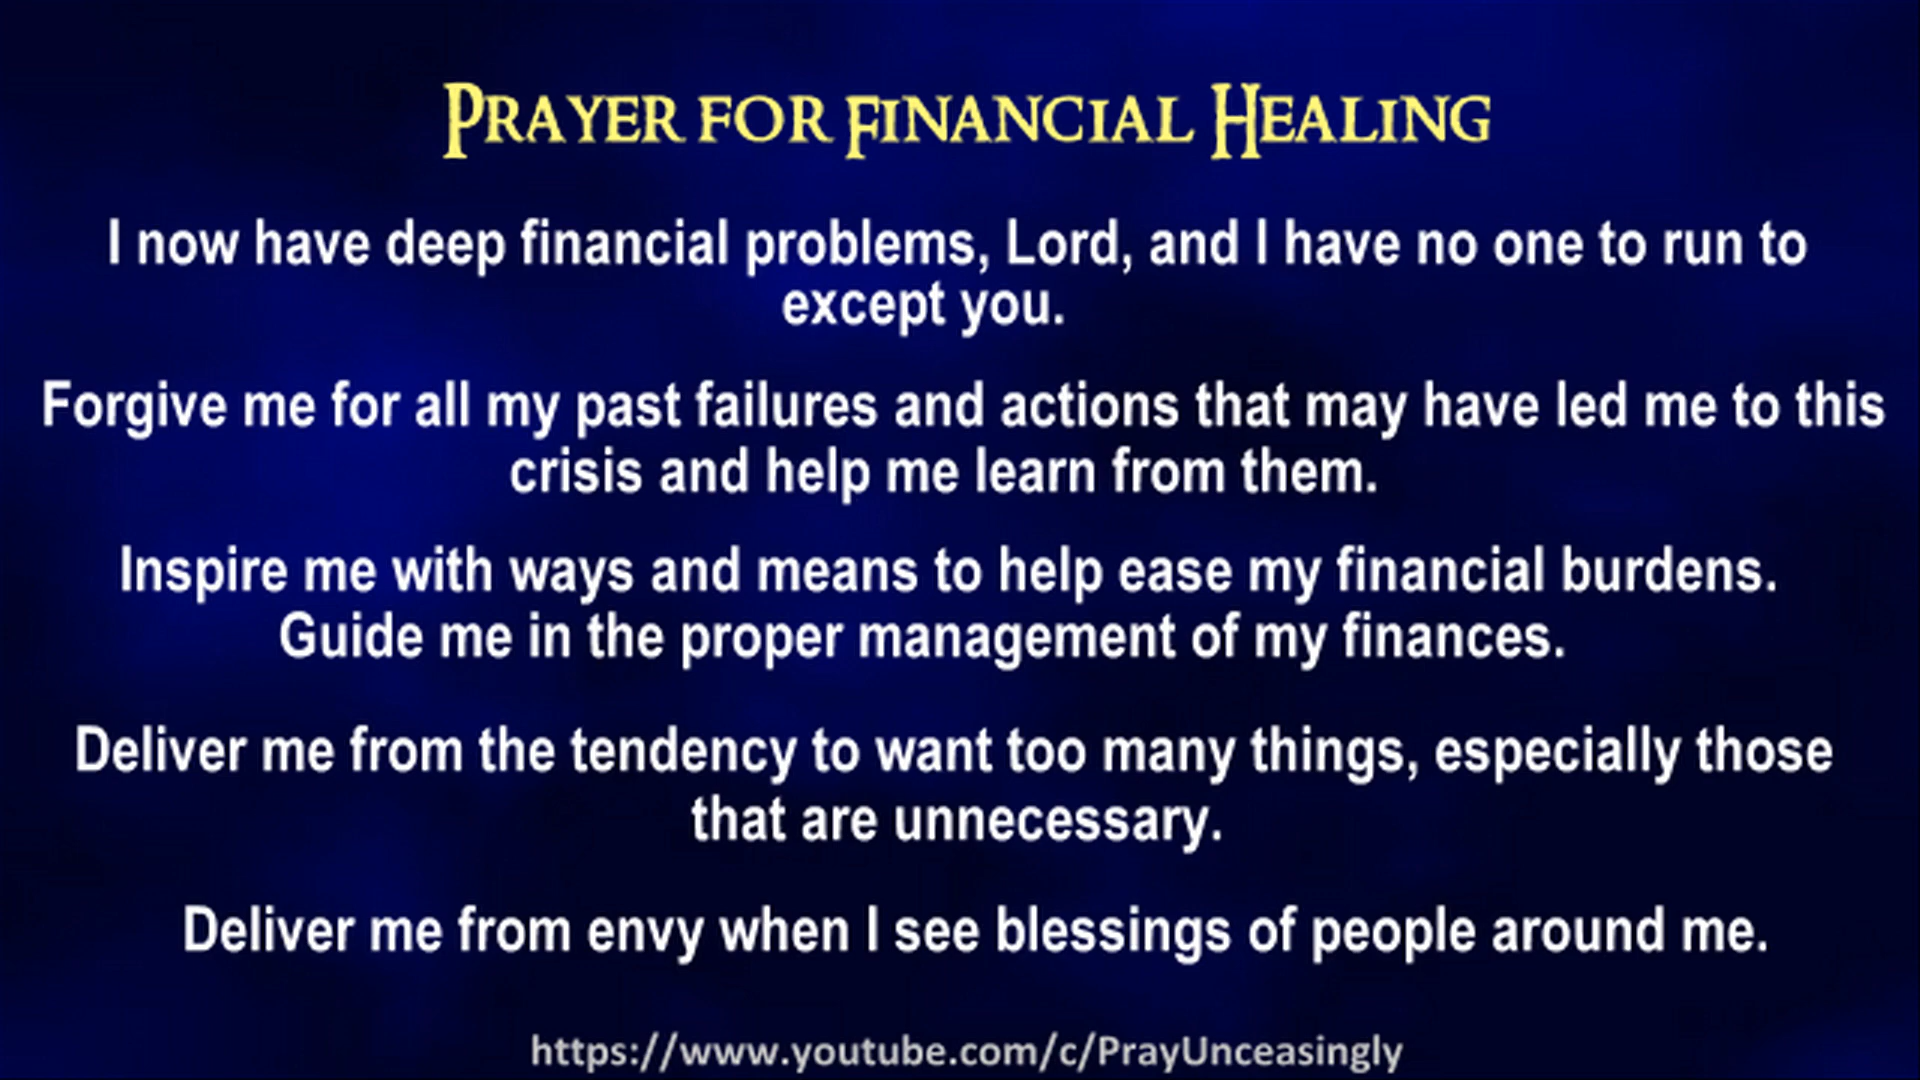 Prayer for Financial Healing
I now have deep financial problems, Lord, and I have no one to run to
except you.
Forgive me for all my past failures and actions that may have led me to this
crisis and help me learn from them.
Inspire me with ways and means to help ease my financial burdens.
Guide me in the proper management of my finances.
Deliver me from the tendency to want too many things, especially those
that are unnecessary.
Deliver me from envy when I see blessings of people around me.
https://www.youtube.com/c/PrayUnceasingly